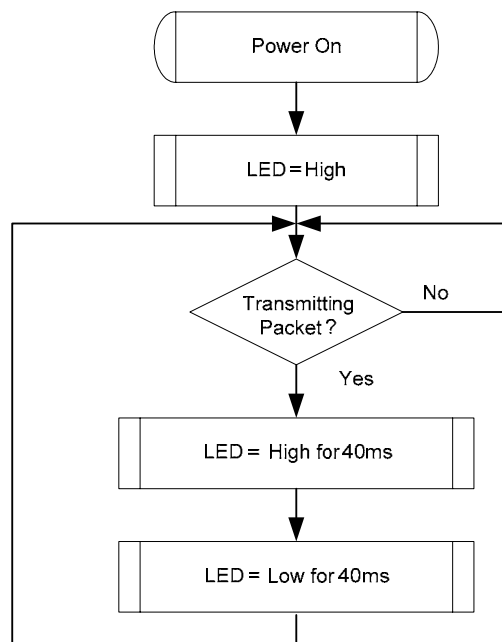 Power On
LED = High
Transmitting
Packet ?
No
Yes
LED = High for 40ms
LED = Low for 40ms